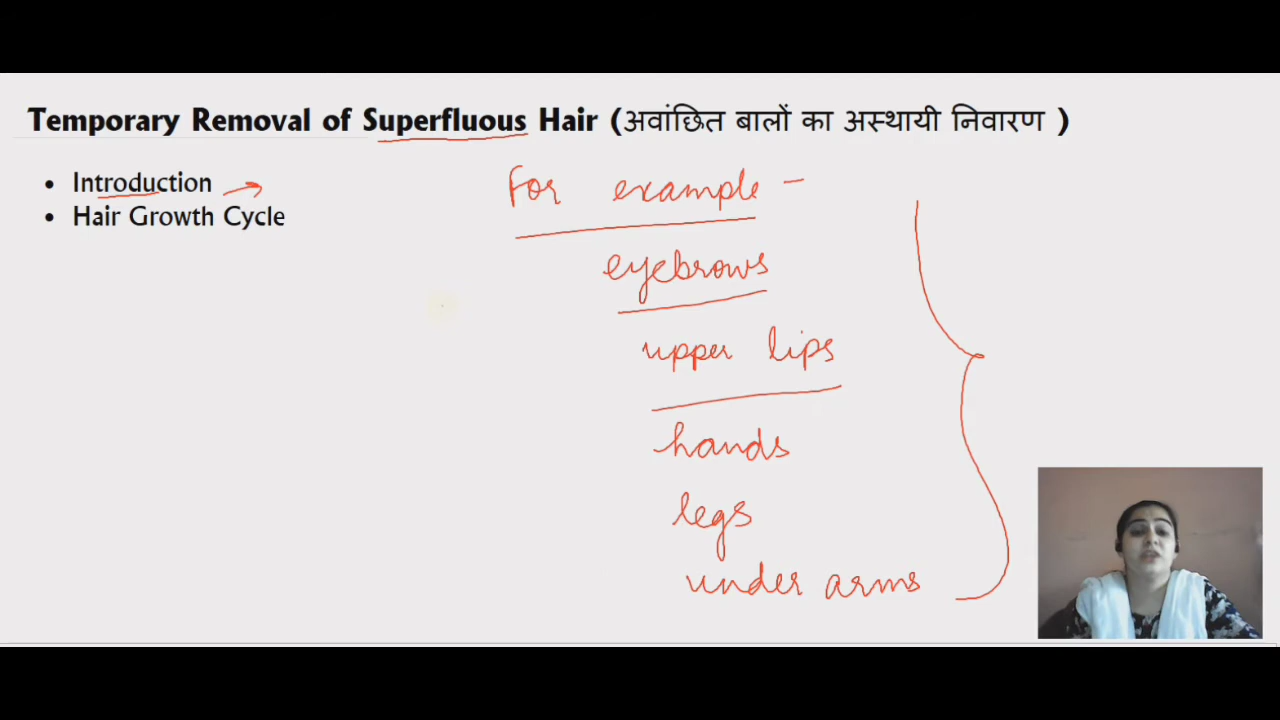 Temporary Removal of Superfluous Hair (अवांछित बालों का अस्थायी निवारण )
• Introduction →
• Hair Growth Cycle
For example -
eyebrows
upper lips
hands
legs
under arms